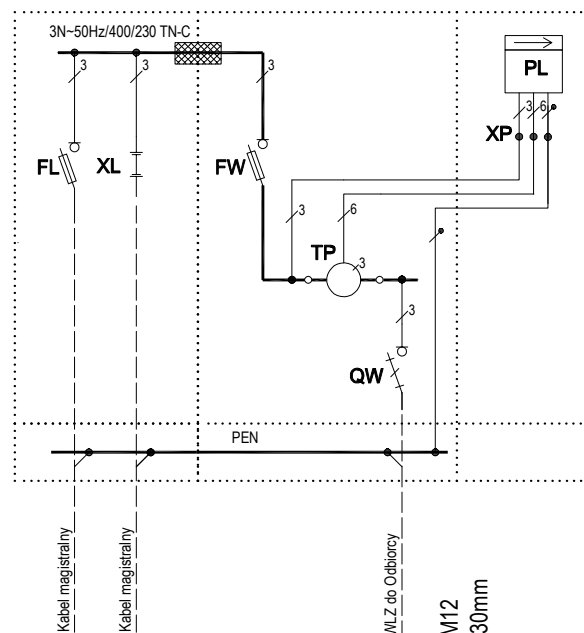 3N~50Hz/400/230 TN-C
PL
3
3
3
3
6
XP
FL
XL
FW
3
6
TP
3
3
QW
PEN
Kabel magistralny
Kabel magistralny
WLZ do Odbiorcy
M12
30mm